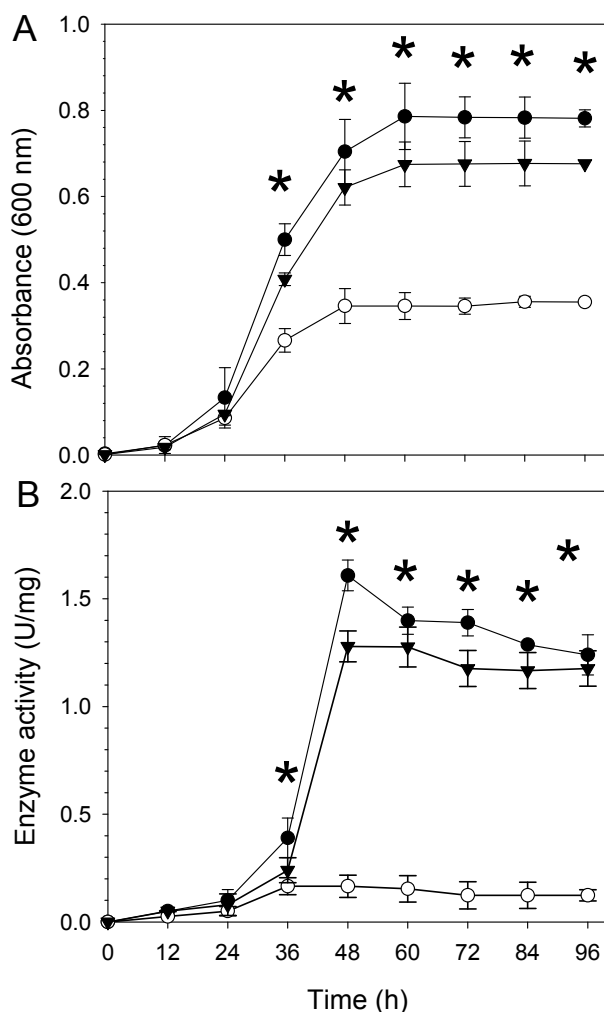 A
1.0
0.8
0.6
0.4
0.2
0.0
Absorbance (600 nm)
* * * * * *
B
2.0
1.5
1.0
0.5
0.0
Enzyme activity (U/mg)
* * * * * *
0 12 24 36 48 60 72 84 96
Time (h)